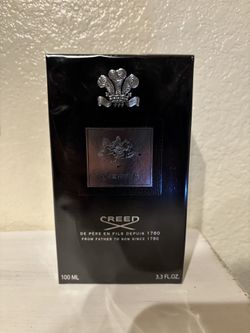 CREED
DE PÈRE EN FILS DEPUIS 1760
FROM FATHER TO SON SINCE 1760
100 ML
3.3 FL.OZ.